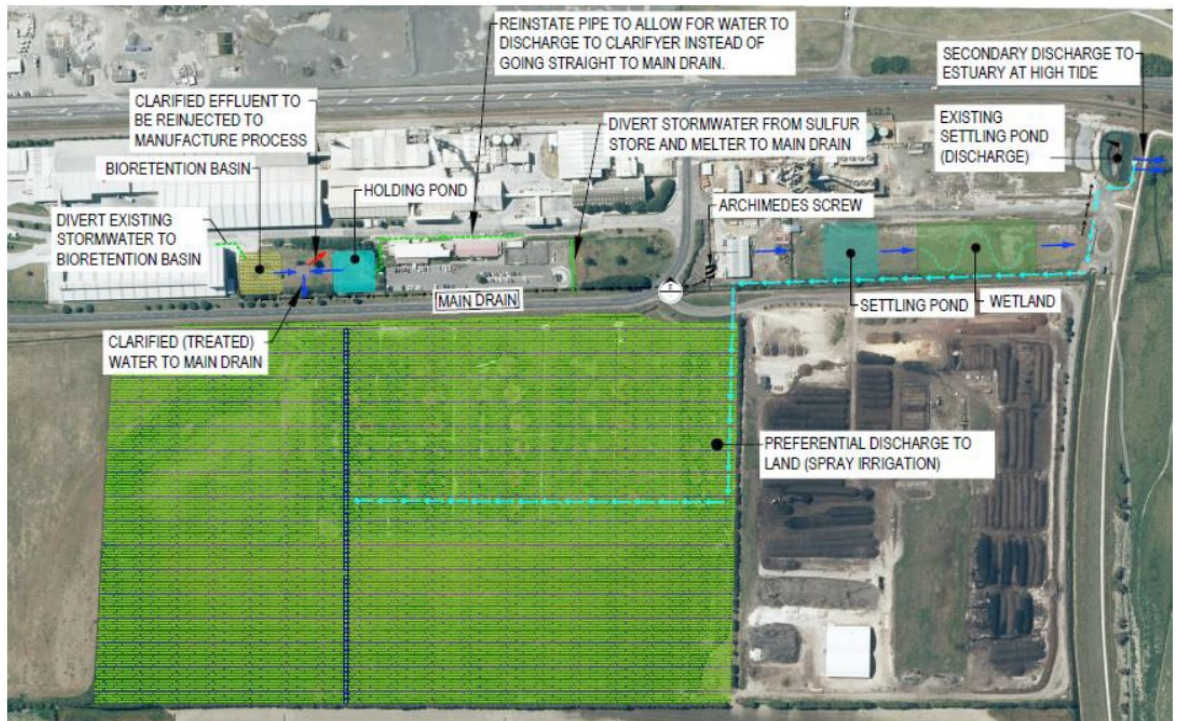 REINSTATE PIPE TO ALLOW FOR WATER TO
DISCHARGE TO CLARIFYER INSTEAD OF
GOING STRAIGHT TO MAIN DRAIN.
SECONDARY DISCHARGE TO
ESTUARY AT HIGH TIDE
CLARIFIED EFFLUENT TO
BE REINJECTED TO
MANUFACTURE PROCESS
DIVERT STORMWATER FROM SULFUR
STORE AND MELTER TO MAIN DRAIN
EXISTING
SETTLING POND
(DISCHARGE)
BIORETENTION BASIN
HOLDING POND
ARCHIMEDES SCREW
DIVERT EXISTING
STORMWATER TO
BIORETENTION BASIN
MAIN DRAIN
SETTLING POND
WETLAND
CLARIFIED (TREATED)
WATER TO MAIN DRAIN
PREFERENTIAL DISCHARGE TO
LAND (SPRAY IRRIGATION)